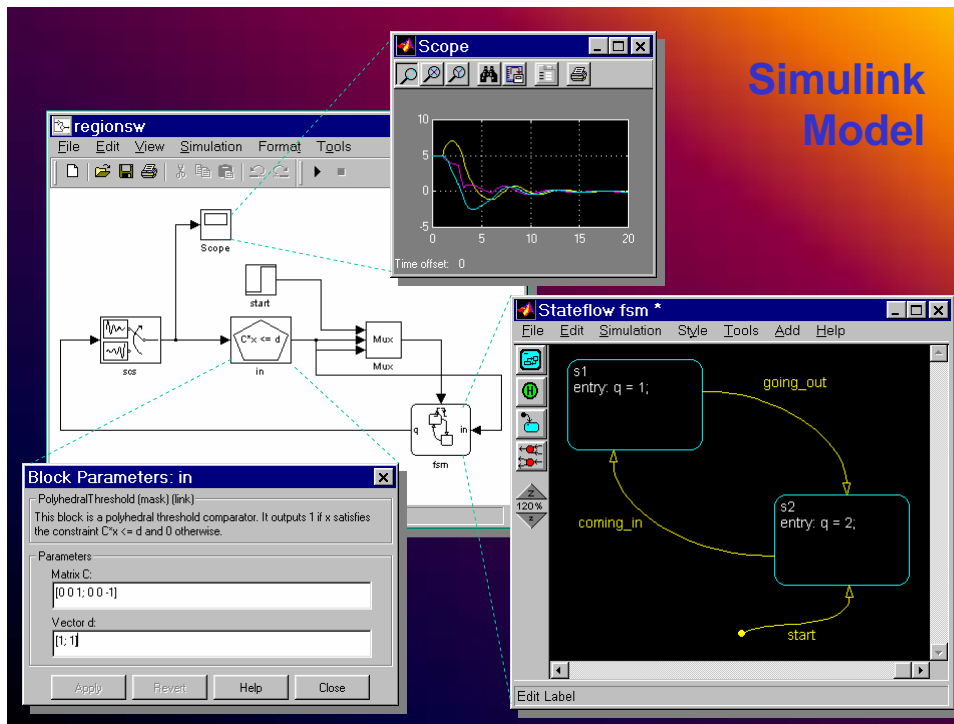 Simulink
Model
Scope
10
5
0
-5
0 5 10 15 20
Time offset: 0
regionsw
File Edit View Simulation Format Tools
Scope
start
C*x <= d
Mux
scs
in
Mux
q in
fsm
Block Parameters: in
PolyhedralThreshold (mask) (link)
This block is a polyhedral threshold comparator. It outputs 1 if x satisfies
the constraint C*x <= d and 0 otherwise.
Parameters
Matrix C:
[0 0 1; 0 0 -1]
Vector d:
[1; 1]
Apply Revert Help Close
Stateflow fsm *
File Edit Simulation Style Tools Add Help
H
Z
120%
z
s1
entry: q = 1;
going_out
s2
entry: q = 2;
coming_in
start
Edit Label